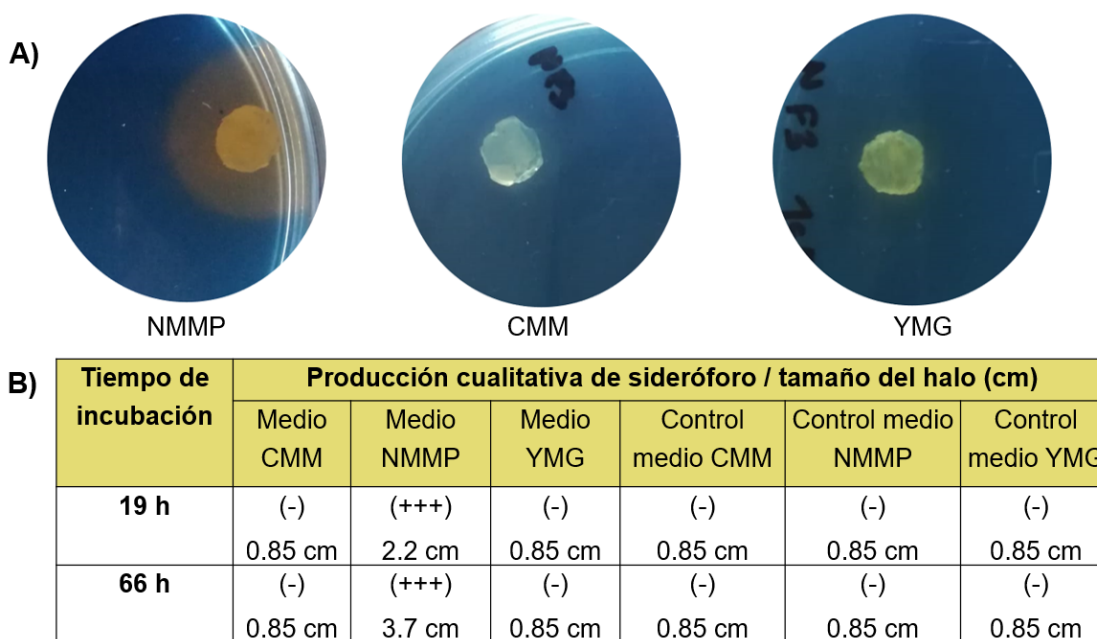 A)
NMMP
CMM
YMG
B)
Tiempo de incubación
Producción cualitativa de sideróforo / tamaño del halo (cm)
Medio CMM
Medio NMMP
Medio YMG
Control medio CMM
Control medio NMMP
Control medio YMG
19 h
(-) 0.85 cm
(+++) 2.2 cm
(-) 0.85 cm
(-) 0.85 cm
(-) 0.85 cm
(-) 0.85 cm
66 h
(-) 0.85 cm
(+++) 3.7 cm
(-) 0.85 cm
(-) 0.85 cm
(-) 0.85 cm
(-) 0.85 cm